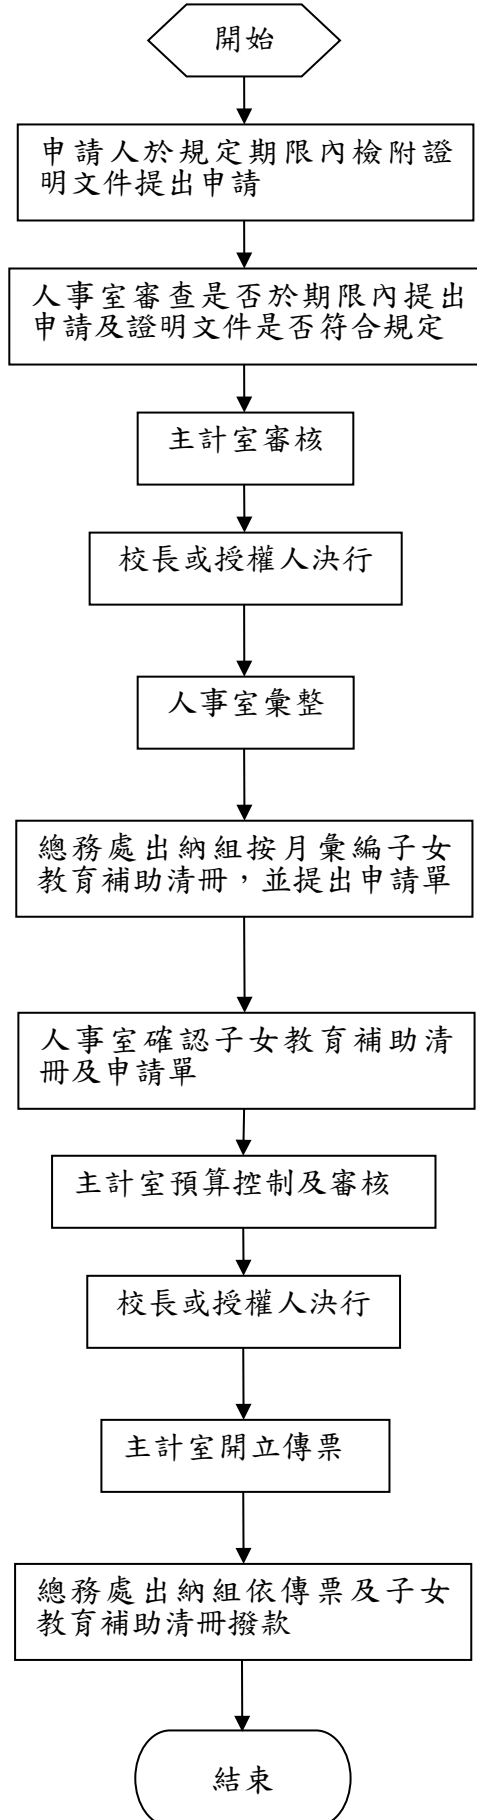 開始
申請人於規定期限內檢附證
明文件提出申請
人事室審查是否於期限內提出
申請及證明文件是否符合規定
主計室審核
校長或授權人決行
人事室彙整
總務處出納組按月彙編子女
教育補助清冊，並提出申請單
人事室確認子女教育補助清
冊及申請單
主計室預算控制及審核
校長或授權人決行
主計室開立傳票
總務處出納組依傳票及子女
教育補助清冊撥款
結束